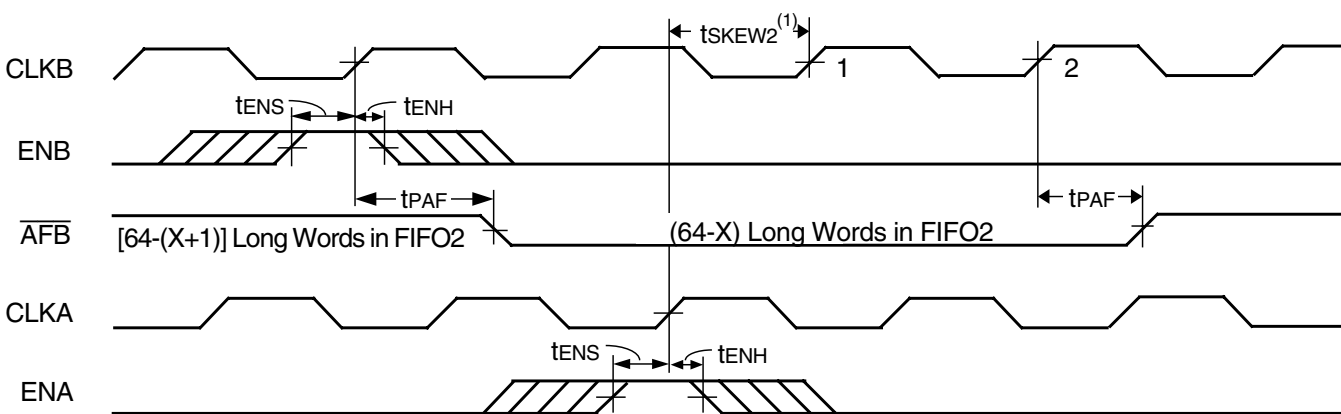 tSKEW2(1)
CLKB
1
2
tENS
tENH
ENB
tPAF
tPAF
AFB
[64-(X+1)] Long Words in FIFO2
(64-X) Long Words in FIFO2
CLKA
tENS
tENH
ENA